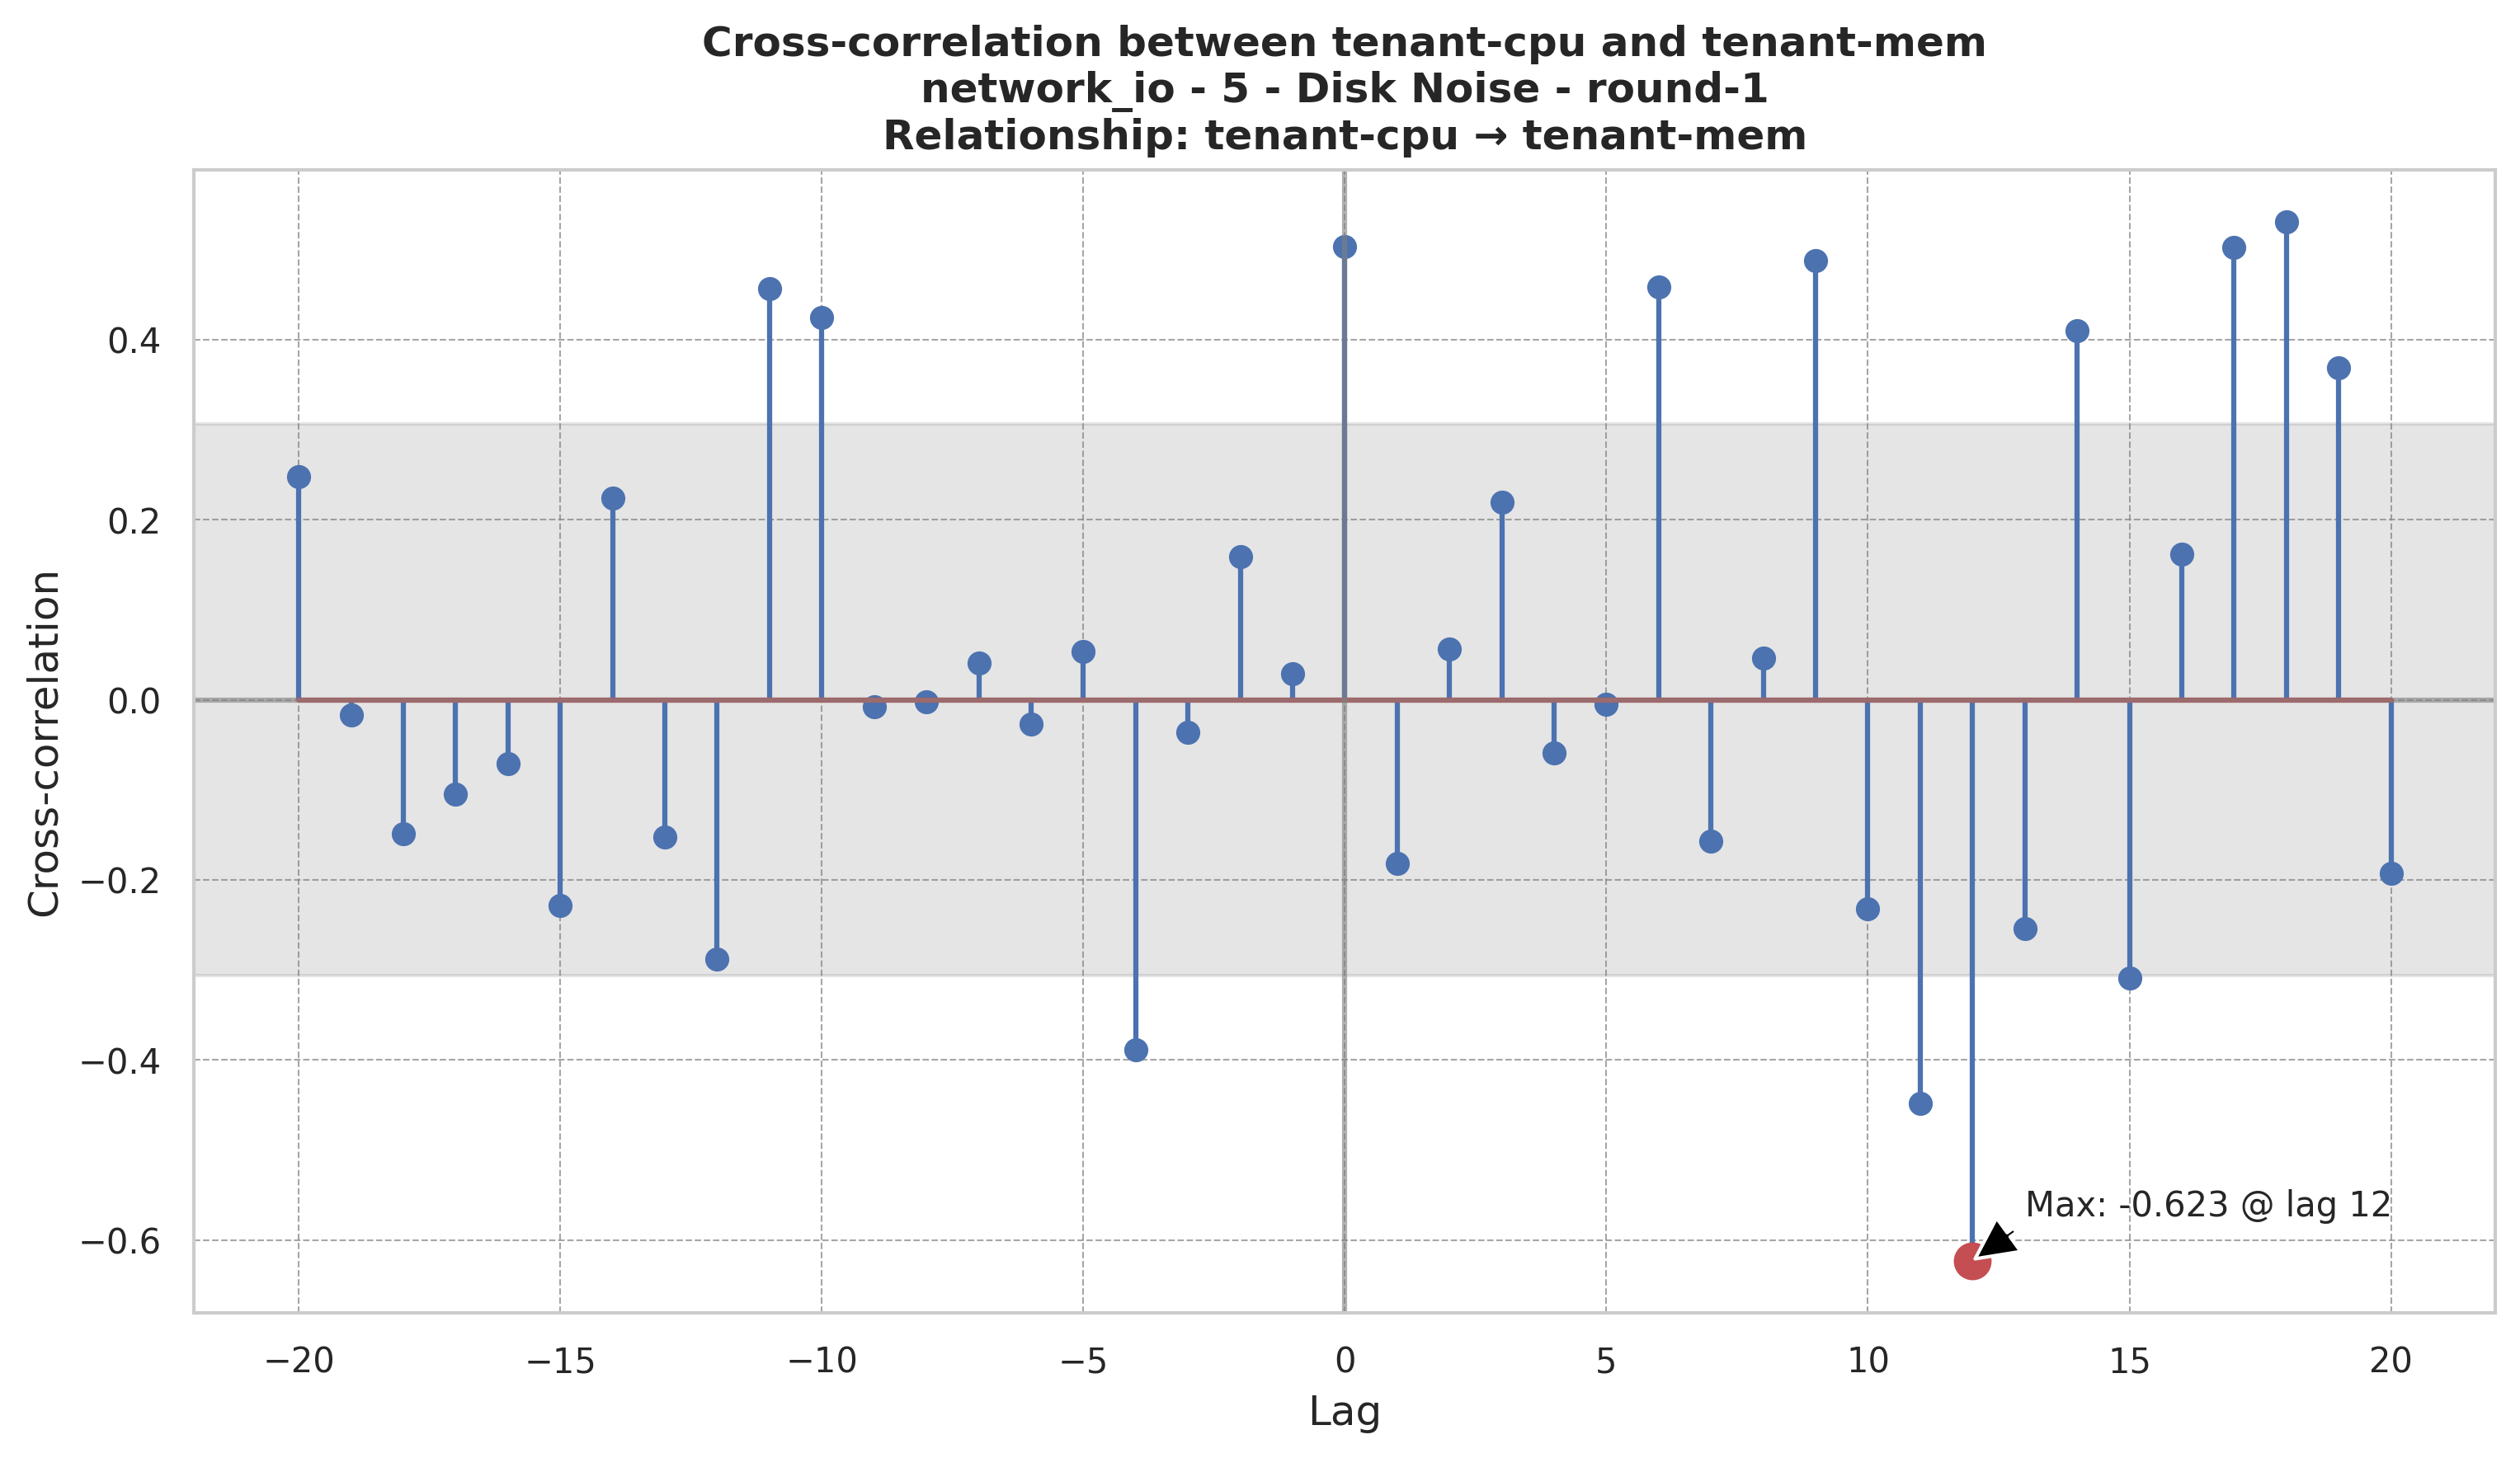 Cross-correlation between tenant-cpu and tenant-mem
network_io - 5 - Disk Noise - round-1
Relationship: tenant-cpu → tenant-mem
Cross-correlation
0.4
0.2
0.0
−0.2
−0.4
−0.6
Max: -0.623 @ lag 12
−20 −15 −10 −5 0 5 10 15 20
Lag